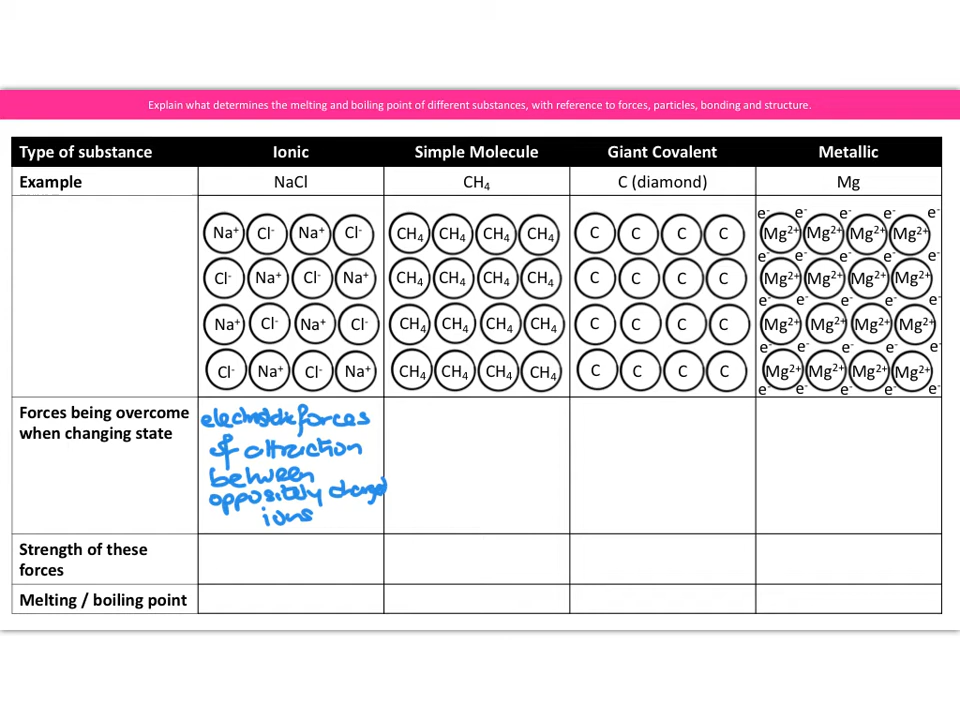 Explain what determines the melting and boiling point of different substances, with reference to forces, particles, bonding and structure.
Type of substance Ionic Simple Molecule Giant Covalent Metallic
Example NaCl CH₄ C (diamond) Mg
e⁻ e⁻ e⁻ e⁻ e⁻
Na⁺ Cl⁻ Na⁺ Cl⁻ CH₄ CH₄ CH₄ CH₄ C C C C Mg²⁺ Mg²⁺ Mg²⁺ Mg²⁺
e⁻ e⁻ e⁻ e⁻ e⁻
Cl⁻ Na⁺ Cl⁻ Na⁺ CH₄ CH₄ CH₄ CH₄ C C C C Mg²⁺ Mg²⁺ Mg²⁺ Mg²⁺
e⁻ e⁻ e⁻ e⁻ e⁻
Na⁺ Cl⁻ Na⁺ Cl⁻ CH₄ CH₄ CH₄ CH₄ C C C C Mg²⁺ Mg²⁺ Mg²⁺ Mg²⁺
e⁻ e⁻ e⁻ e⁻ e⁻
Cl⁻ Na⁺ Cl⁻ Na⁺ CH₄ CH₄ CH₄ CH₄ C C C C Mg²⁺ Mg²⁺ Mg²⁺ Mg²⁺
e⁻ e⁻ e⁻ e⁻ e⁻
Forces being overcome
when changing state
forces
of attraction
between
oppositely charged
ions
Strength of these
forces
Melting / boiling point